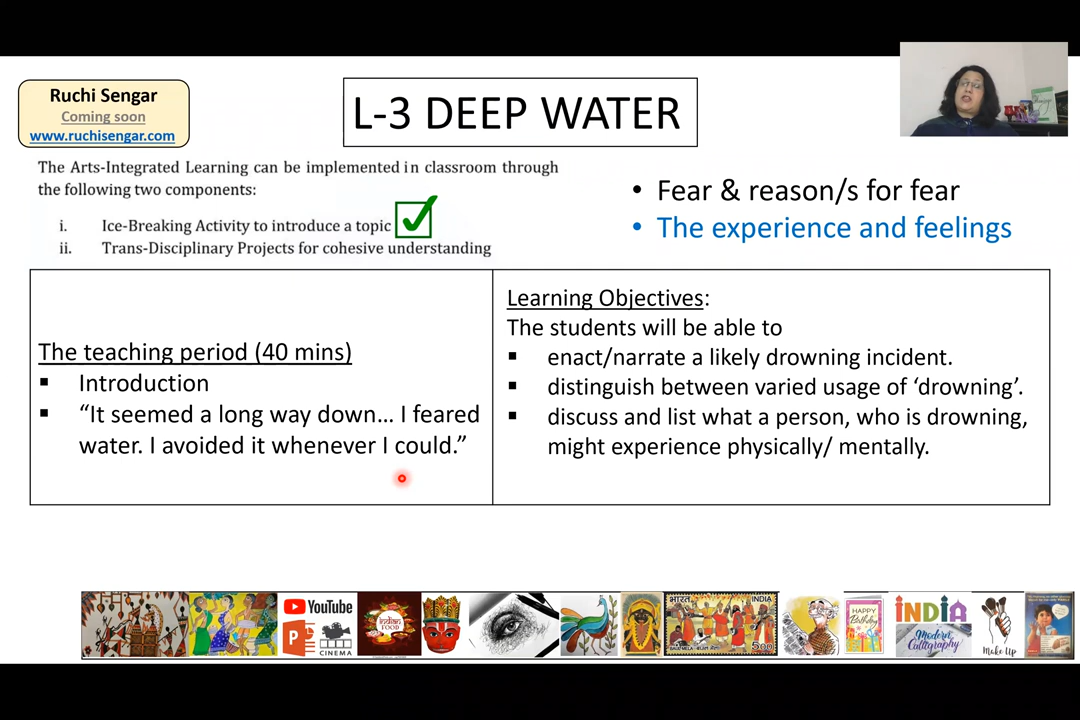 Ruchi Sengar
Coming soon
www.ruchisengar.com
L-3 DEEP WATER
The Arts-Integrated Learning can be implemented in classroom through
the following two components:
i. Ice-Breaking Activity to introduce a topic
ii. Trans-Disciplinary Projects for cohesive understanding
• Fear & reason/s for fear
• The experience and feelings
The teaching period (40 mins)
▪ Introduction
▪ “It seemed a long way down... I feared
water. I avoided it whenever I could.”
Learning Objectives:
The students will be able to
▪ enact/narrate a likely drowning incident.
▪ distinguish between varied usage of ‘drowning’.
▪ discuss and list what a person, who is drowning,
might experience physically/ mentally.
YouTube
P
CINEMA
indian
FOOD
भारत INDIA
500
HAPPY
Birthday
INDIA
Modern
Calligraphy
Make Up